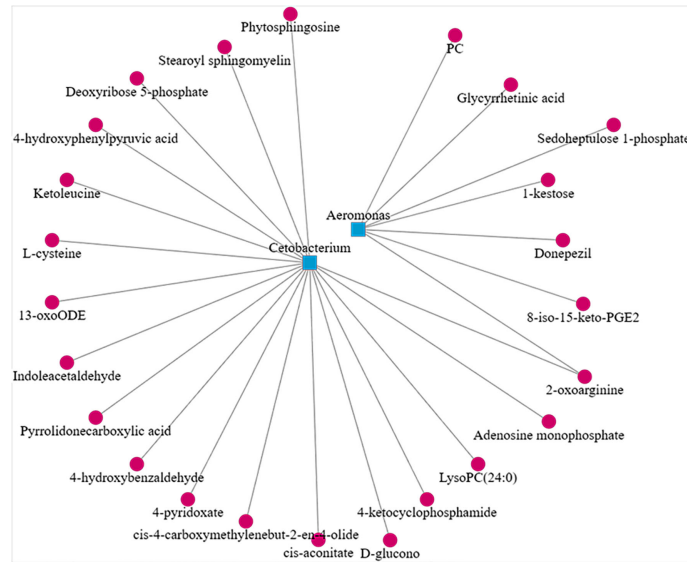 Phytosphingosine
PC
Stearoyl sphingomyelin
Deoxyribose 5-phosphate
Glycyrrhetinic acid
4-hydroxyphenylpyruvic acid
Sedoheptulose 1-phosphate
Ketoleucine
1-kestose
Aeromonas
L-cysteine
Cetobacterium
Donepezil
13-oxoODE
8-iso-15-keto-PGE2
Indoleacetaldehyde
2-oxoarginine
Pyrrolidonecarboxylic acid
Adenosine monophosphate
4-hydroxybenzaldehyde
LysoPC(24:0)
4-pyridoxate
4-ketocyclophosphamide
cis-4-carboxymethylenebut-2-en-4-olide
cis-aconitate
D-glucono